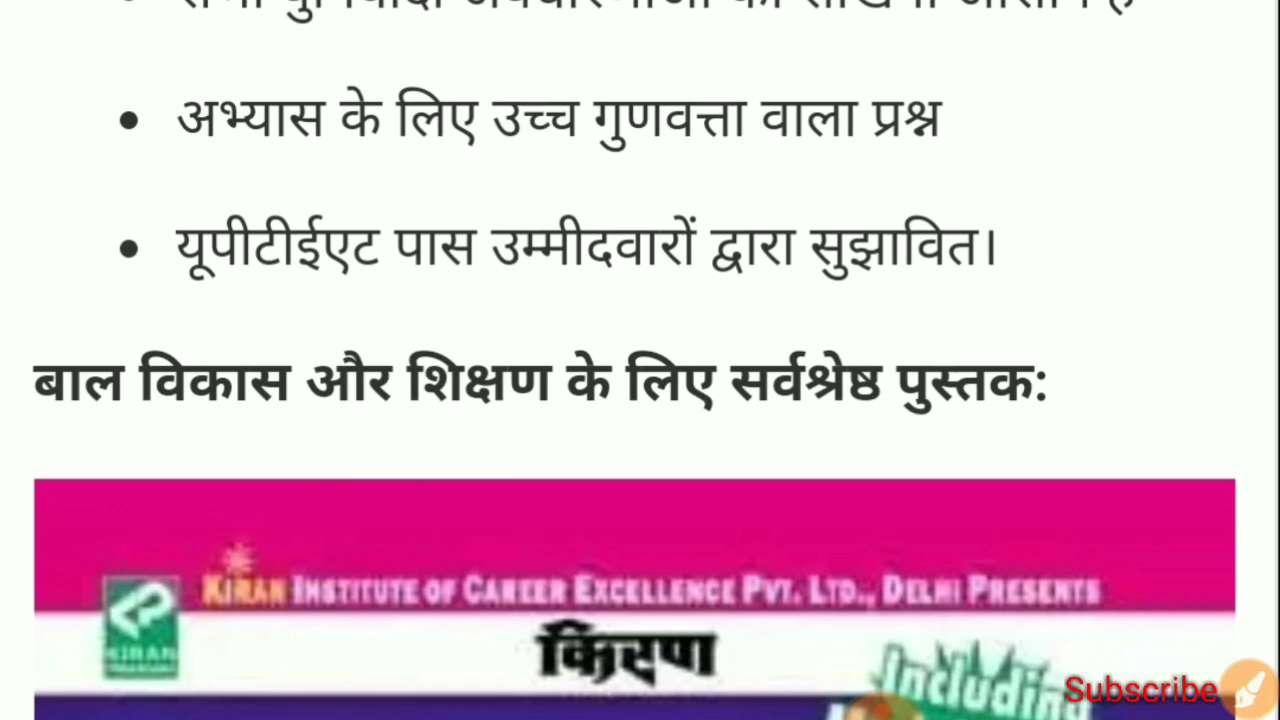 अभ्यास के लिए उच्च गुणवत्ता वाला प्रश्न
यूपीटीईएट पास उम्मीदवारों द्वारा सुझावित।
बाल विकास और शिक्षण के लिए सर्वश्रेष्ठ पुस्तक:
KIRAN INSTITUTE OF CAREER EXCELLENCE PVT. LTD., DELHI PRESENTS
KIRAN
किरण
Including
Subscribe